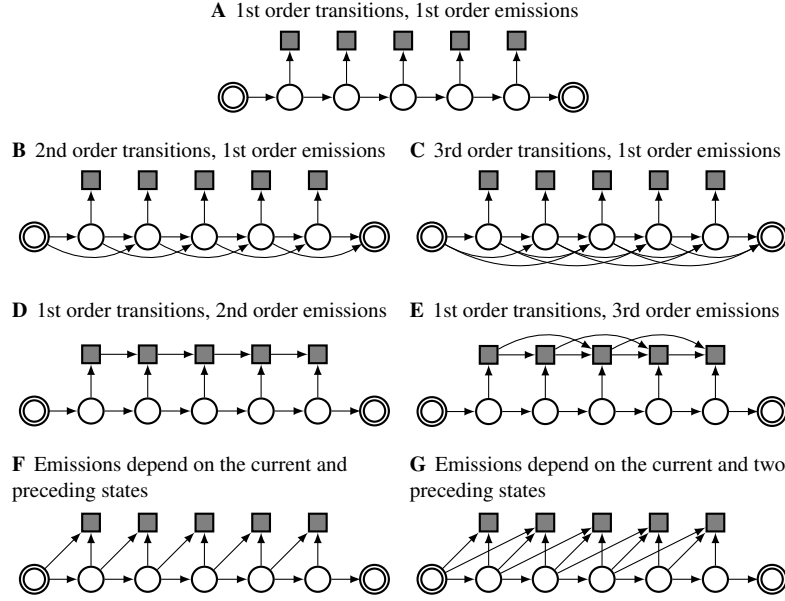 A 1st order transitions, 1st order emissions
B 2nd order transitions, 1st order emissions
C 3rd order transitions, 1st order emissions
D 1st order transitions, 2nd order emissions
E 1st order transitions, 3rd order emissions
F Emissions depend on the current and
preceding states
G Emissions depend on the current and two
preceding states